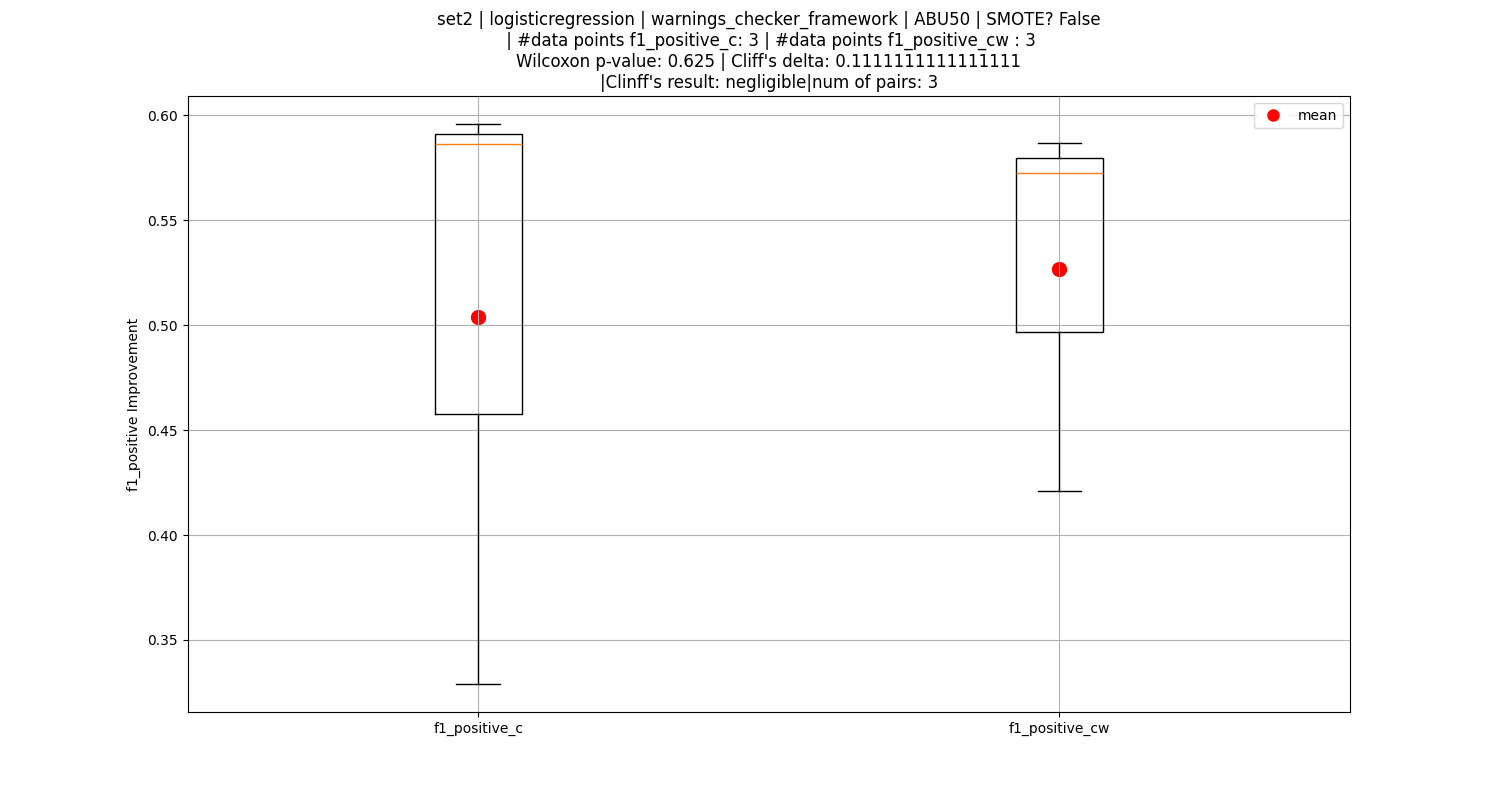 set2 | logisticregression | warnings_checker_framework | ABU50 | SMOTE? False
| #data points f1_positive_c: 3 | #data points f1_positive_cw : 3
Wilcoxon p-value: 0.625 | Cliff's delta: 0.1111111111111111
|Clinff's result: negligible|num of pairs: 3
mean
0.60
0.55
0.50
0.45
0.40
0.35
f1_positive Improvement
f1_positive_c
f1_positive_cw